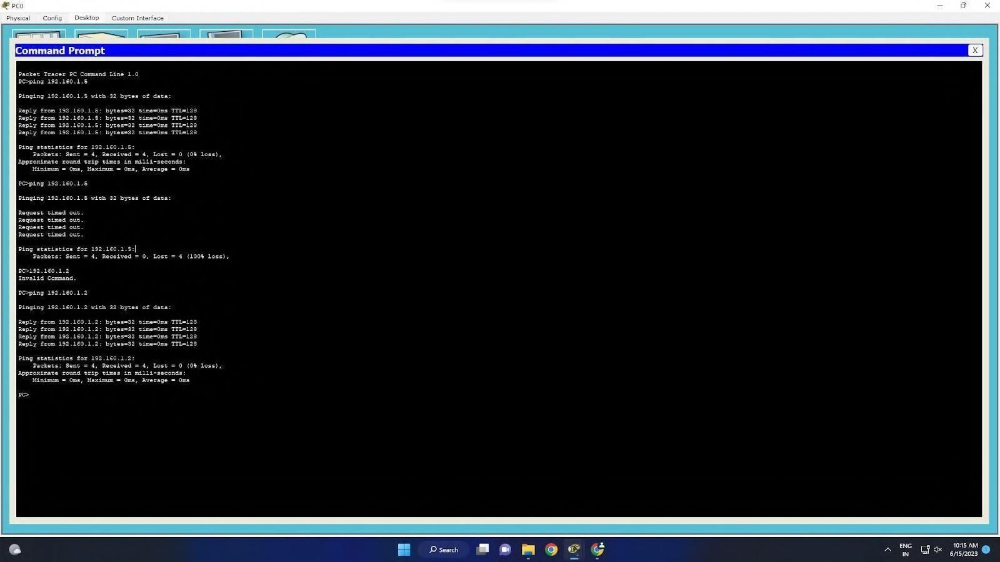 PC0
Physical Config Desktop Custom Interface
Command Prompt
X
Packet Tracer PC Command Line 1.0
PC>ping 192.160.1.5
Pinging 192.160.1.5 with 32 bytes of data:
Reply from 192.160.1.5: bytes=32 time=0ms TTL=128
Reply from 192.160.1.5: bytes=32 time=0ms TTL=128
Reply from 192.160.1.5: bytes=32 time=0ms TTL=128
Reply from 192.160.1.5: bytes=32 time=0ms TTL=128
Ping statistics for 192.160.1.5:
Packets: Sent = 4, Received = 4, Lost = 0 (0% loss),
Approximate round trip times in milli-seconds:
Minimum = 0ms, Maximum = 0ms, Average = 0ms
PC>ping 192.160.1.5
Pinging 192.160.1.5 with 32 bytes of data:
Request timed out.
Request timed out.
Request timed out.
Request timed out.
Ping statistics for 192.160.1.5:
Packets: Sent = 4, Received = 0, Lost = 4 (100% loss),
PC>192.160.1.2
Invalid Command.
PC>ping 192.160.1.2
Pinging 192.160.1.2 with 32 bytes of data:
Reply from 192.160.1.2: bytes=32 time=0ms TTL=128
Reply from 192.160.1.2: bytes=32 time=0ms TTL=128
Reply from 192.160.1.2: bytes=32 time=0ms TTL=128
Reply from 192.160.1.2: bytes=32 time=0ms TTL=128
Ping statistics for 192.160.1.2:
Packets: Sent = 4, Received = 4, Lost = 0 (0% loss),
Approximate round trip times in milli-seconds:
Minimum = 0ms, Maximum = 0ms, Average = 0ms
PC>
Search
ENG
IN
10:15 AM
6/15/2023
1